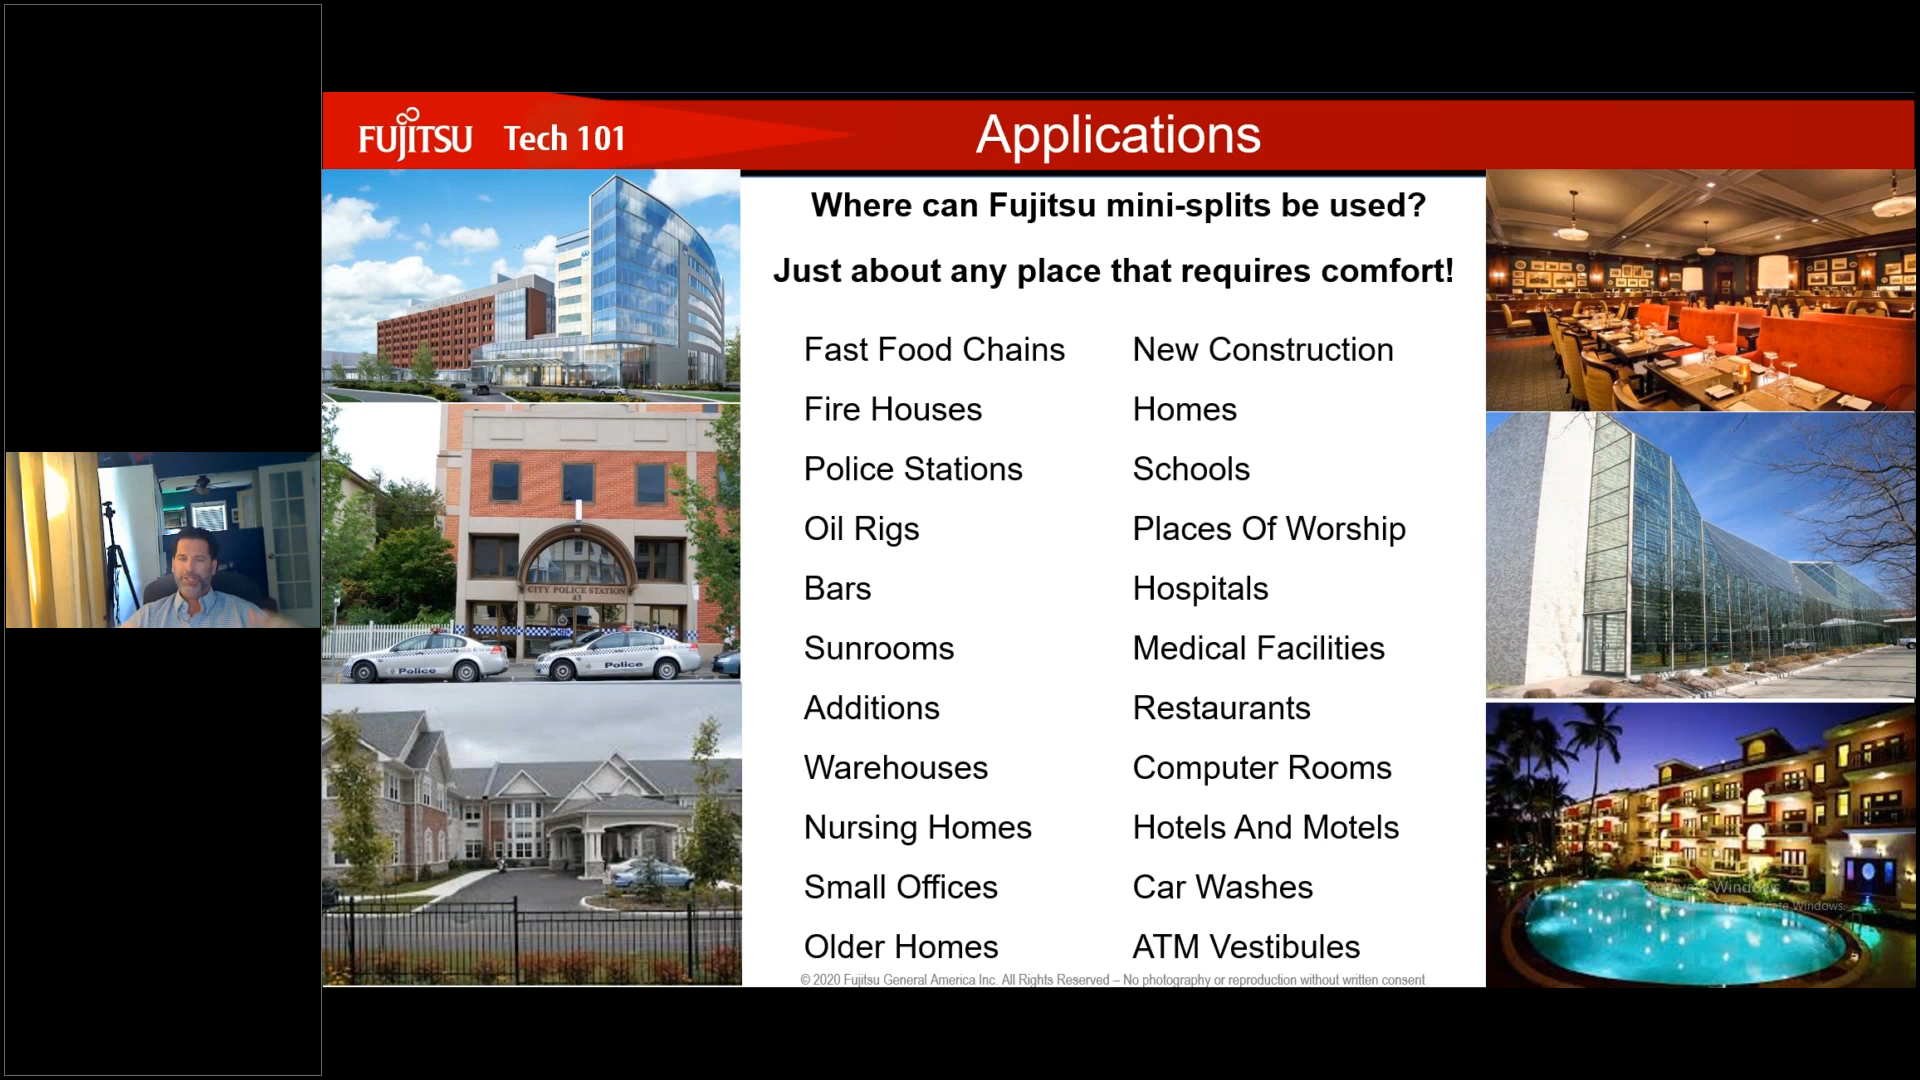 FUJITSU Tech 101
Applications
Where can Fujitsu mini-splits be used?
Just about any place that requires comfort!
Fast Food Chains
Fire Houses
Police Stations
Oil Rigs
Bars
Sunrooms
Additions
Warehouses
Nursing Homes
Small Offices
Older Homes
New Construction
Homes
Schools
Places Of Worship
Hospitals
Medical Facilities
Restaurants
Computer Rooms
Hotels And Motels
Car Washes
ATM Vestibules
© 2020 Fujitsu General America Inc. All Rights Reserved – No photography or reproduction without written consent
CITY POLICE STATION
43
Police
Police
Windows
Windows.